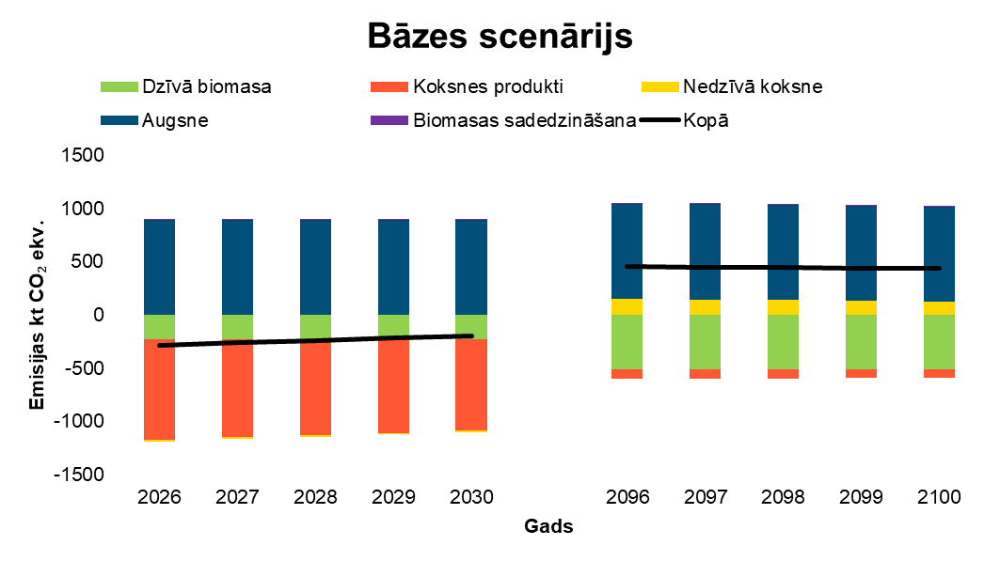 Bāzes scenārijs
Dzīvā biomasa Koksnes produkti Nedzīvā koksne
Augsne Biomasas sadedzināšana Kopā
1500
1000
500
0
-500
-1000
-1500
Emisijas kt CO₂ ekv.
2026 2027 2028 2029 2030 2096 2097 2098 2099 2100
Gads